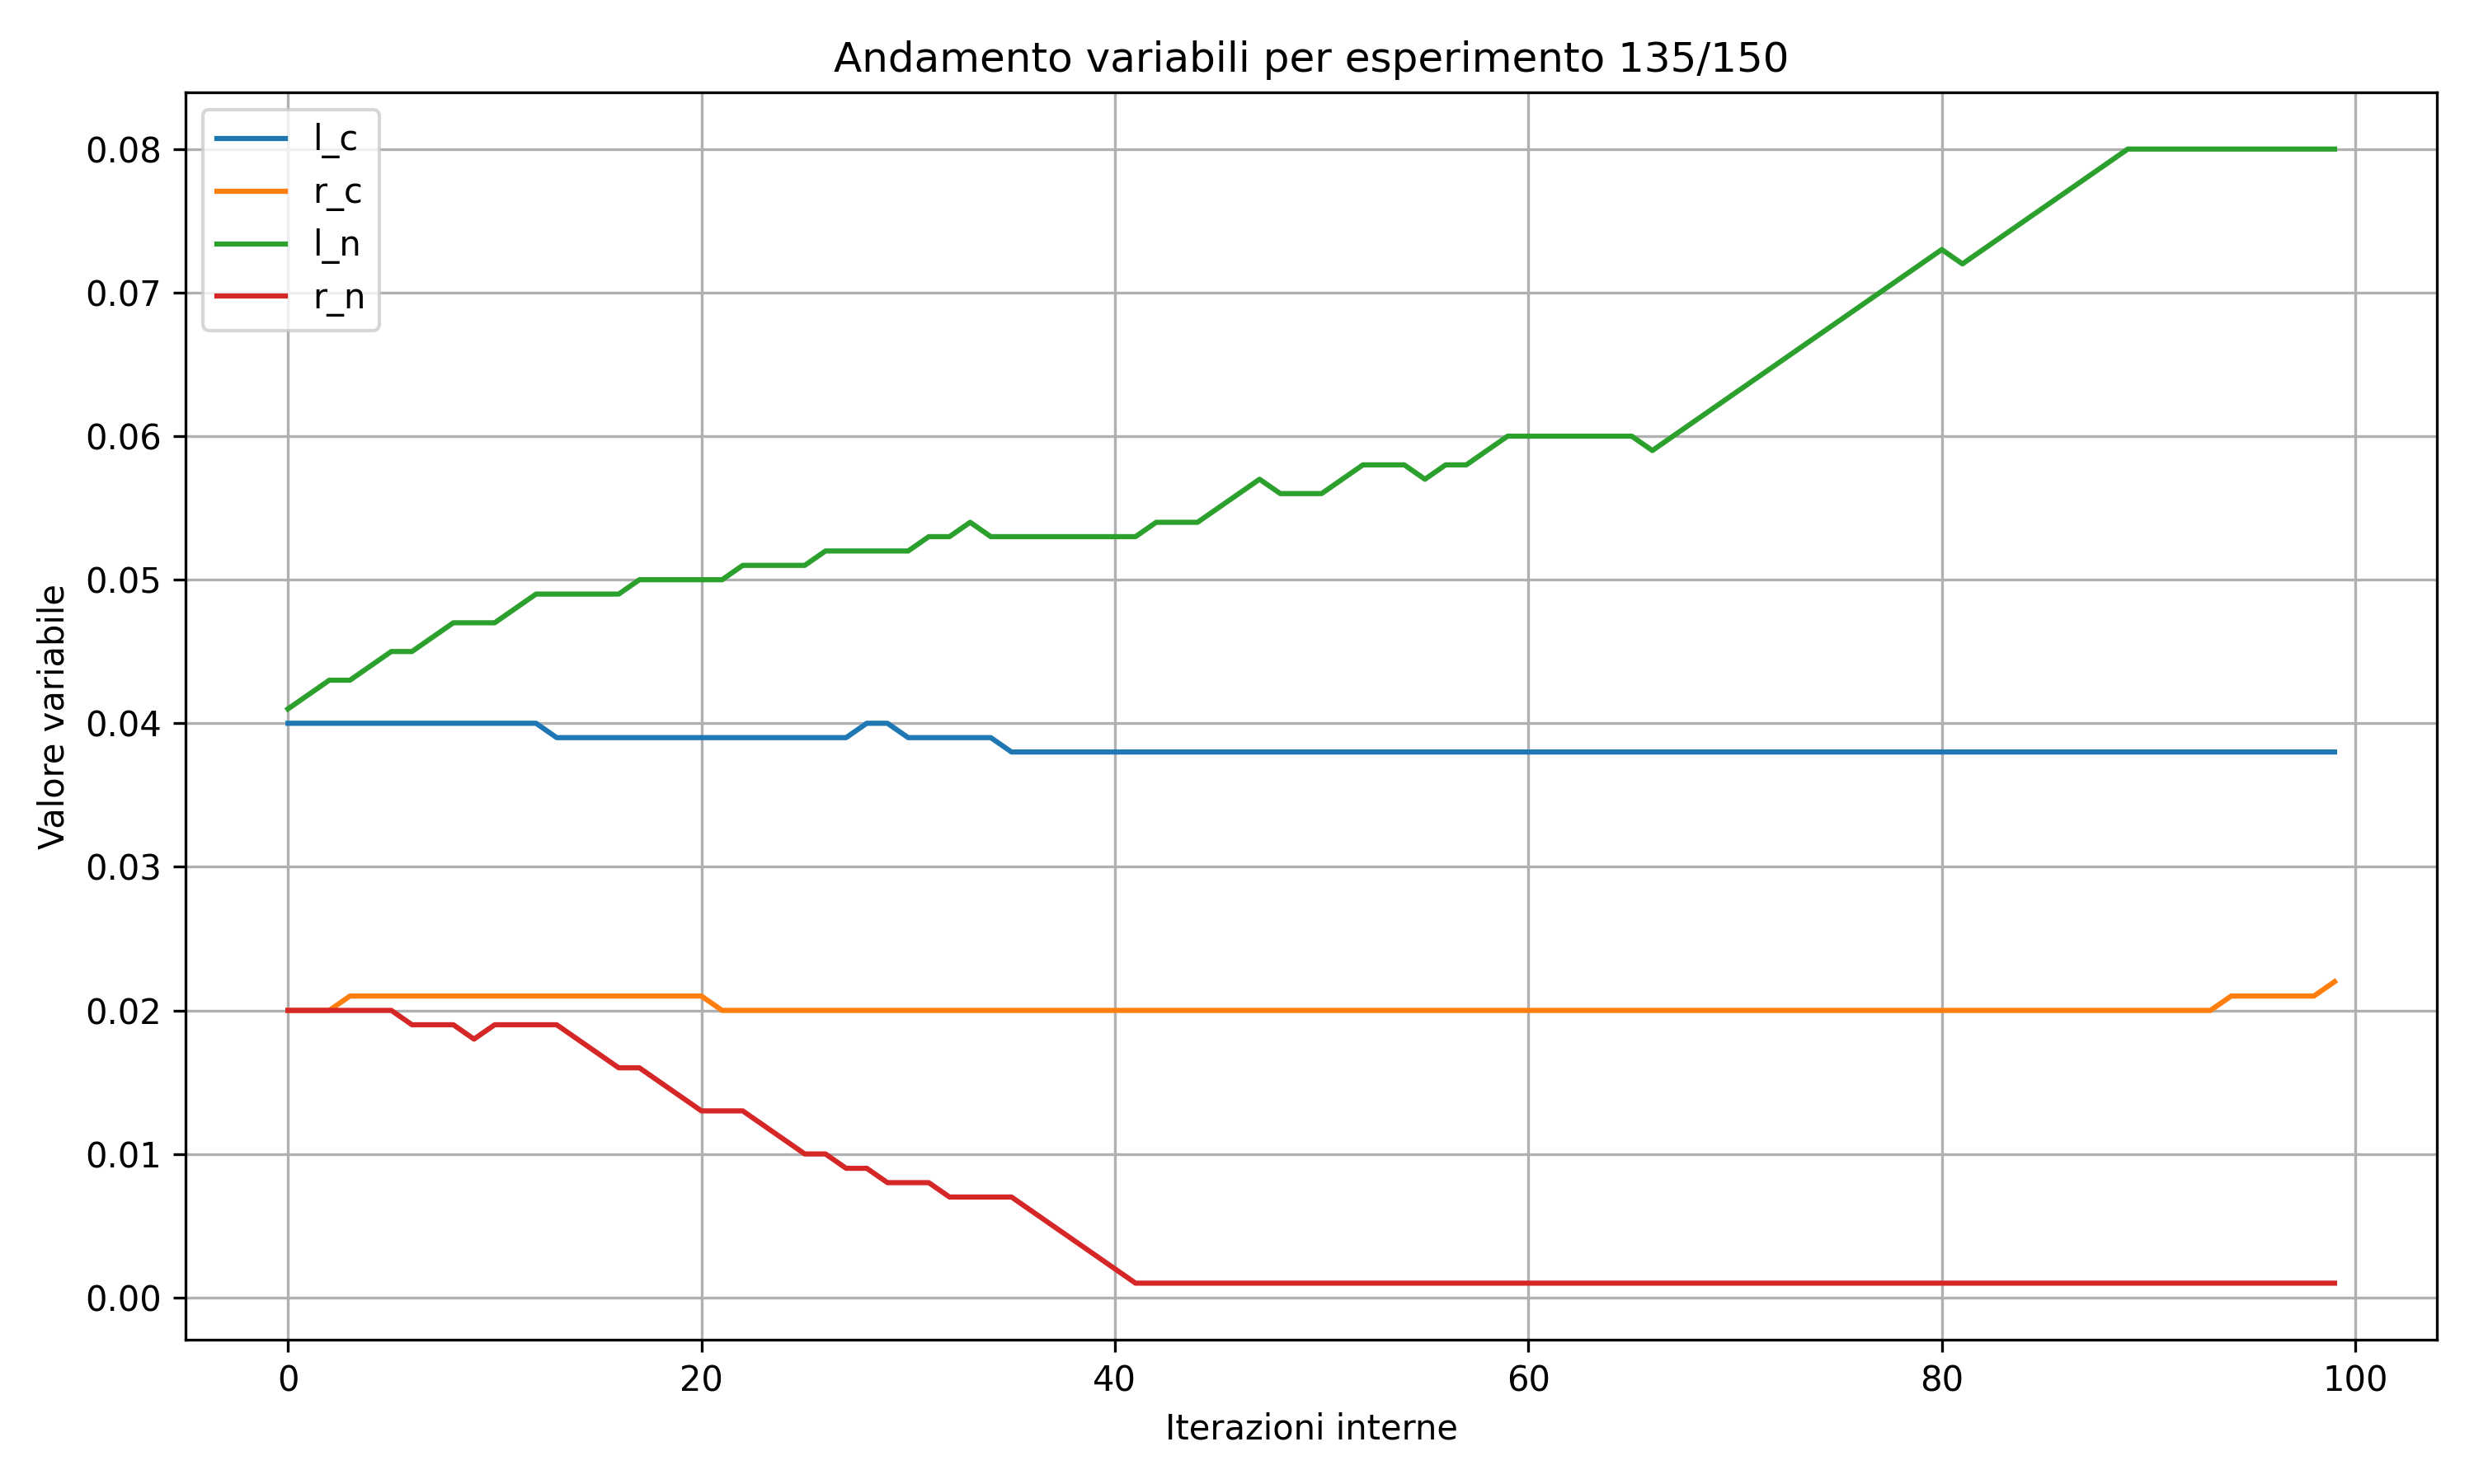 Andamento variabili per esperimento 135/150
l_c
r_c
l_n
r_n
Valore variabile
0.08
0.07
0.06
0.05
0.04
0.03
0.02
0.01
0.00
0 20 40 60 80 100
Iterazioni interne